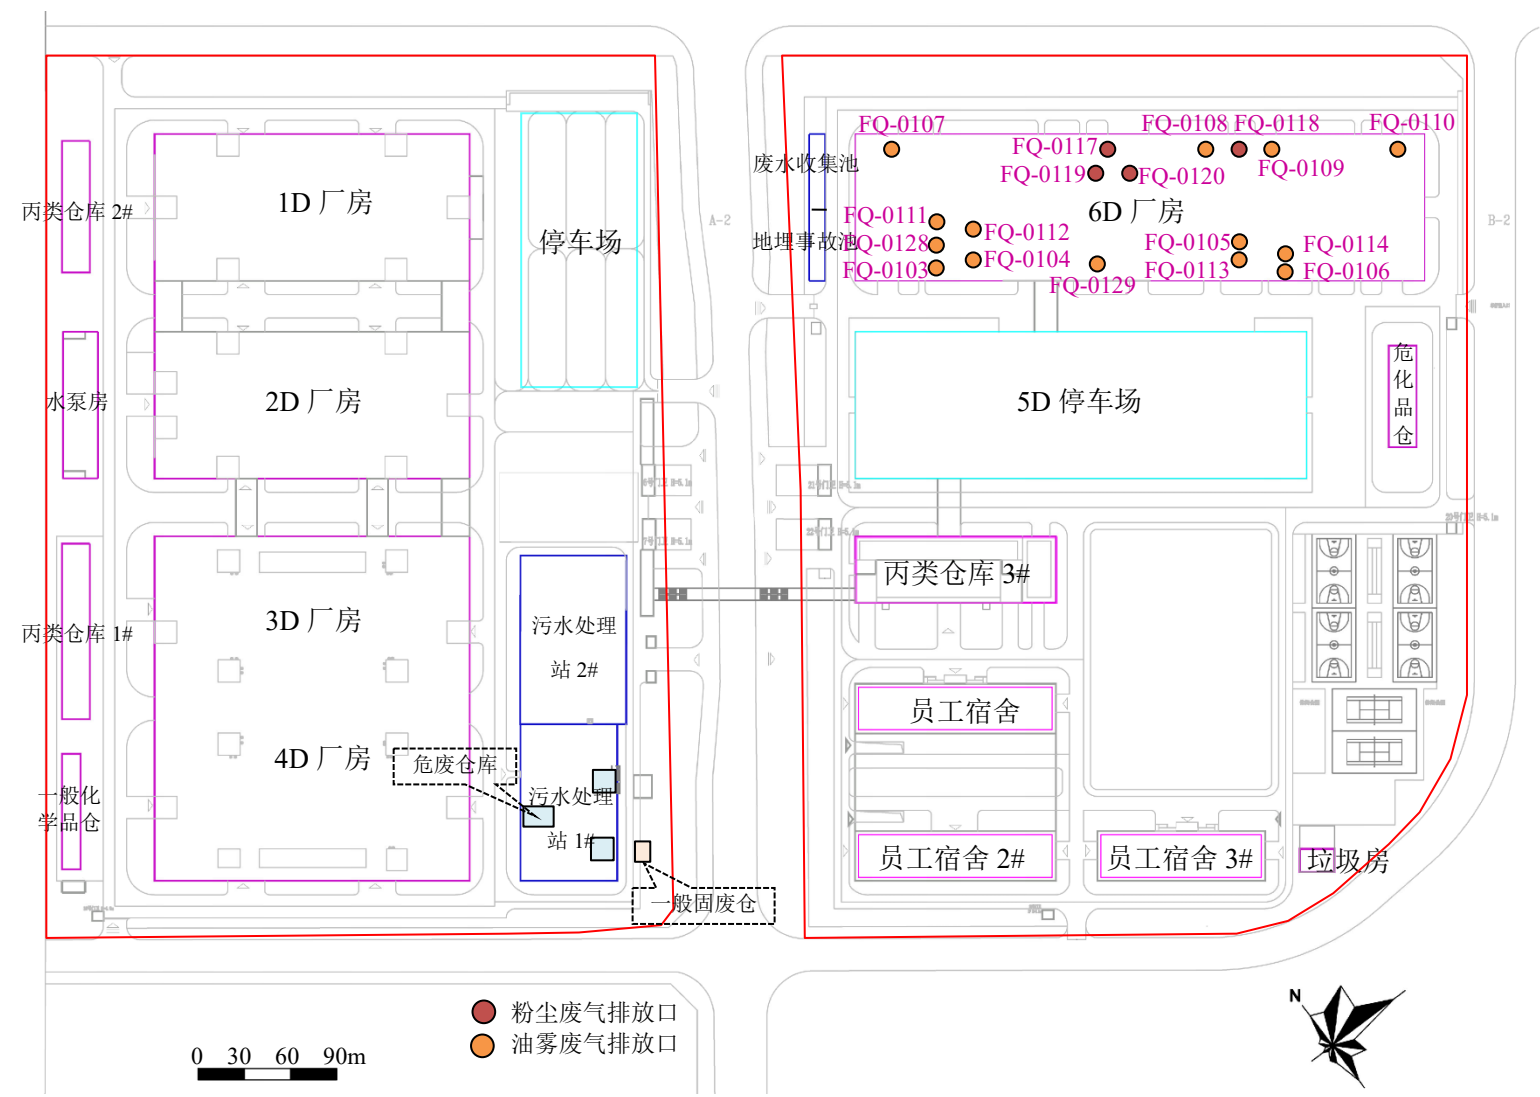 FQ-0107
FQ-0108
FQ-0118
FQ-0110
FQ-0117
FQ-0109
FQ-0119
FQ-0120
废水收集池
1D 厂房
丙类仓库 2#
6D 厂房
FQ-0111
A-2
B-2
FQ-0112
停车场
地埋事故池
FQ-0128
FQ-0105
FQ-0114
FQ-0104
FQ-0103
FQ-0113
FQ-0106
FQ-0129
危
化
品
仓
水泵房
2D 厂房
5D 停车场
丙类仓库 3#
3D 厂房
污水处理
站 2#
丙类仓库 1#
员工宿舍
4D 厂房
危废仓库
一般化
学品仓
污水处理
站 1#
员工宿舍 2#
员工宿舍 3#
垃圾房
一般固废仓
N
粉尘废气排放口
油雾废气排放口
0 30 60 90m